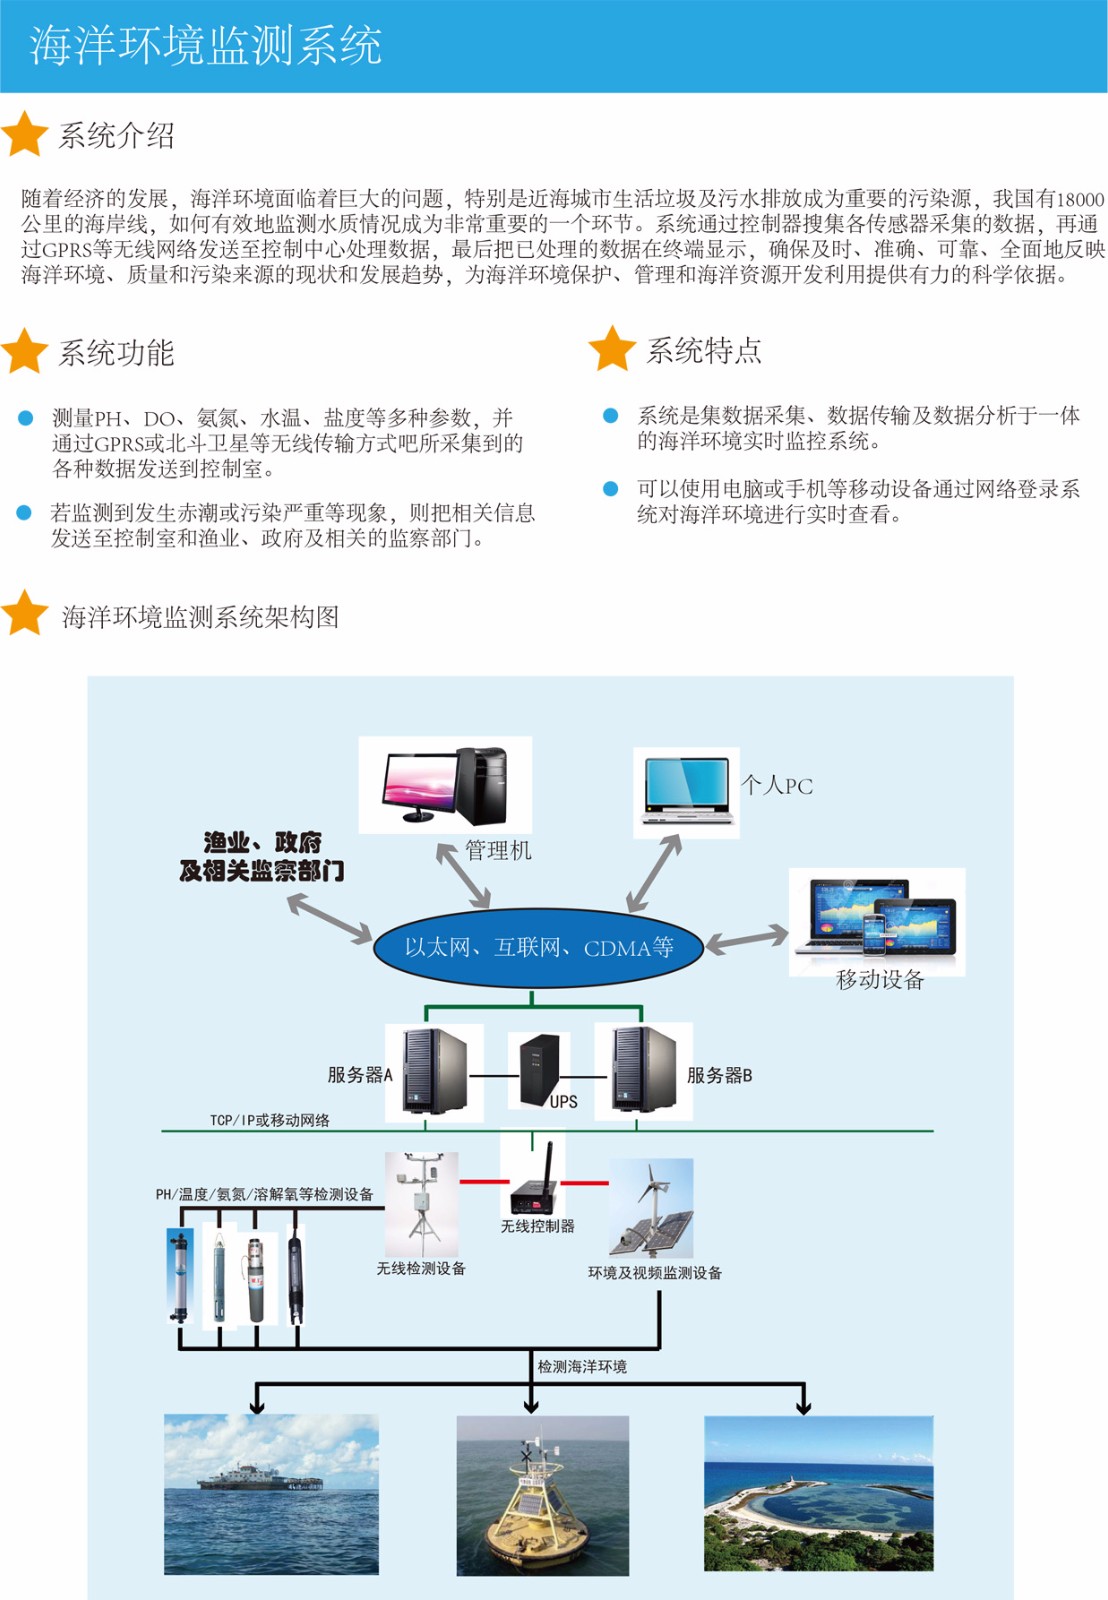 海洋环境监测系统
系统介绍
随着经济的发展，海洋环境面临着巨大的问题，特别是近海城市生活垃圾及污水排放成为重要的污染源，我国有18000
公里的海岸线，如何有效地监测水质情况成为非常重要的一个环节。系统通过控制器搜集各传感器采集的数据，再通
过GPRS等无线网络发送至控制中心处理数据，最后把已处理的数据在终端显示，确保及时、准确、可靠、全面地反映
海洋环境、质量和污染来源的现状和发展趋势，为海洋环境保护、管理和海洋资源开发利用提供有力的科学依据。
系统功能
测量PH、DO、氨氮、水温、盐度等多种参数，并
通过GPRS或北斗卫星等无线传输方式吧所采集到的
各种数据发送到控制室。
若监测到发生赤潮或污染严重等现象，则把相关信息
发送至控制室和渔业、政府及相关的监察部门。
系统特点
系统是集数据采集、数据传输及数据分析于一体
的海洋环境实时监控系统。
可以使用电脑或手机等移动设备通过网络登录系
统对海洋环境进行实时查看。
海洋环境监测系统架构图
个人PC
管理机
渔业、政府
及相关监察部门
以太网、互联网、CDMA等
移动设备
服务器A
UPS
服务器B
TCP/IP或移动网络
PH/温度/氨氮/溶解氧等检测设备
无线控制器
无线检测设备
环境及视频监测设备
检测海洋环境